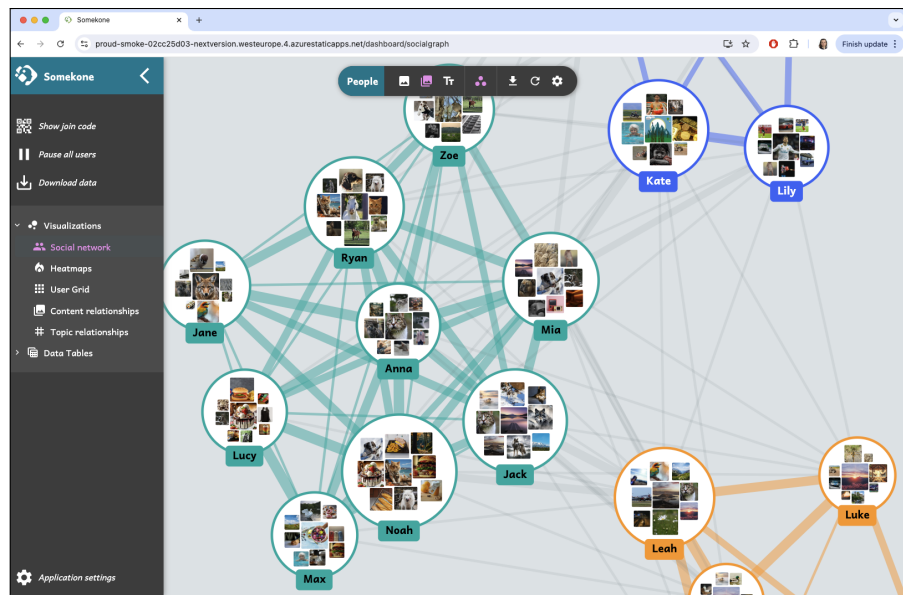 Somekone
proud-smoke-02cc25d03-nextversion.westeurope.4.azurestaticapps.net/dashboard/socialgraph
Finish update
Somekone
Show join code
Pause all users
Download data
Visualizations
Social network
Heatmaps
User Grid
Content relationships
Topic relationships
Data Tables
Application settings
People
TT
Zoe
Kate
Lily
Ryan
Jane
Mia
Anna
Lucy
Jack
Noah
Max
Leah
Luke